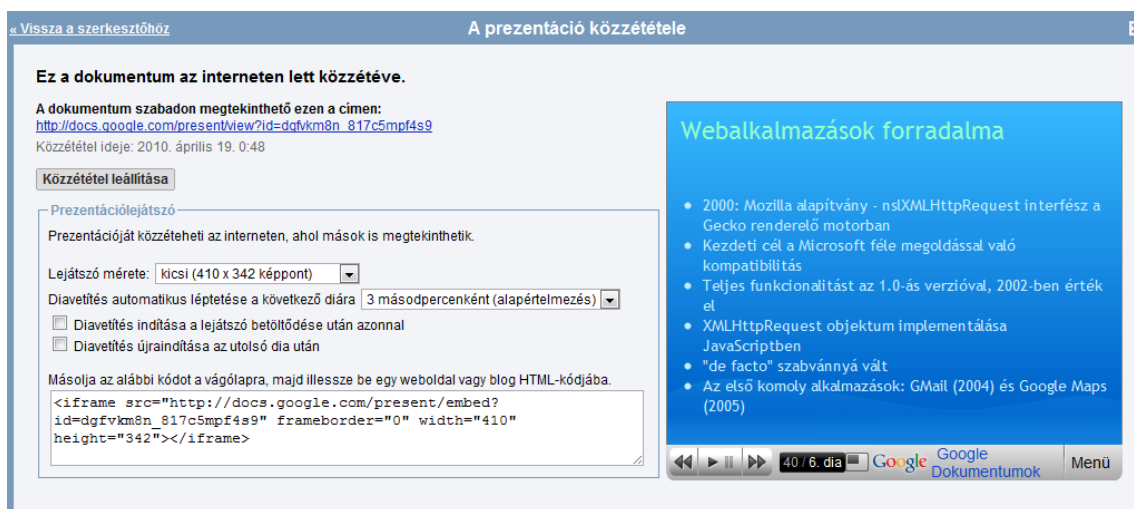 « Vissza a szerkesztőhöz
A prezentáció közzététele
Ez a dokumentum az interneten lett közzétéve.
A dokumentum szabadon megtekinthető ezen a címen:
http://docs.google.com/present/view?id=dgfvkm8n_817c5mpf4s9
Közzététel ideje: 2010. április 19. 0:48
Közzététel leállítása
Prezentációlejátszó
Prezentációját közzéteheti az interneten, ahol mások is megtekinthetik.
Lejátszó mérete: kicsi (410 x 342 képpont)
Diavetítés automatikus léptetése a következő diára 3 másodpercenként (alapértelmezés)
Diavetítés indítása a lejátszó betöltődése után azonnal
Diavetítés újraindítása az utolsó dia után
Másolja az alábbi kódot a vágólapra, majd illessze be egy weboldal vagy blog HTML-kódjába.
<iframe src="http://docs.google.com/present/embed?
id=dgfvkm8n_817c5mpf4s9" frameborder="0" width="410"
height="342"></iframe>
Webalkalmazások forradalma
• 2000: Mozilla alapítvány - nsIXMLHttpRequest interfész a
Gecko renderelő motorban
• Kezdeti cél a Microsoft féle megoldással való
kompatibilitás
• Teljes funkcionalitást az 1.0-ás verzióval, 2002-ben érték
el
• XMLHttpRequest objektum implementálása
JavaScriptben
• "de facto" szabvánnyá vált
• Az első komoly alkalmazások: GMail (2004) és Google Maps
(2005)
40 / 6. dia Google Google
Dokumentumok
Menü